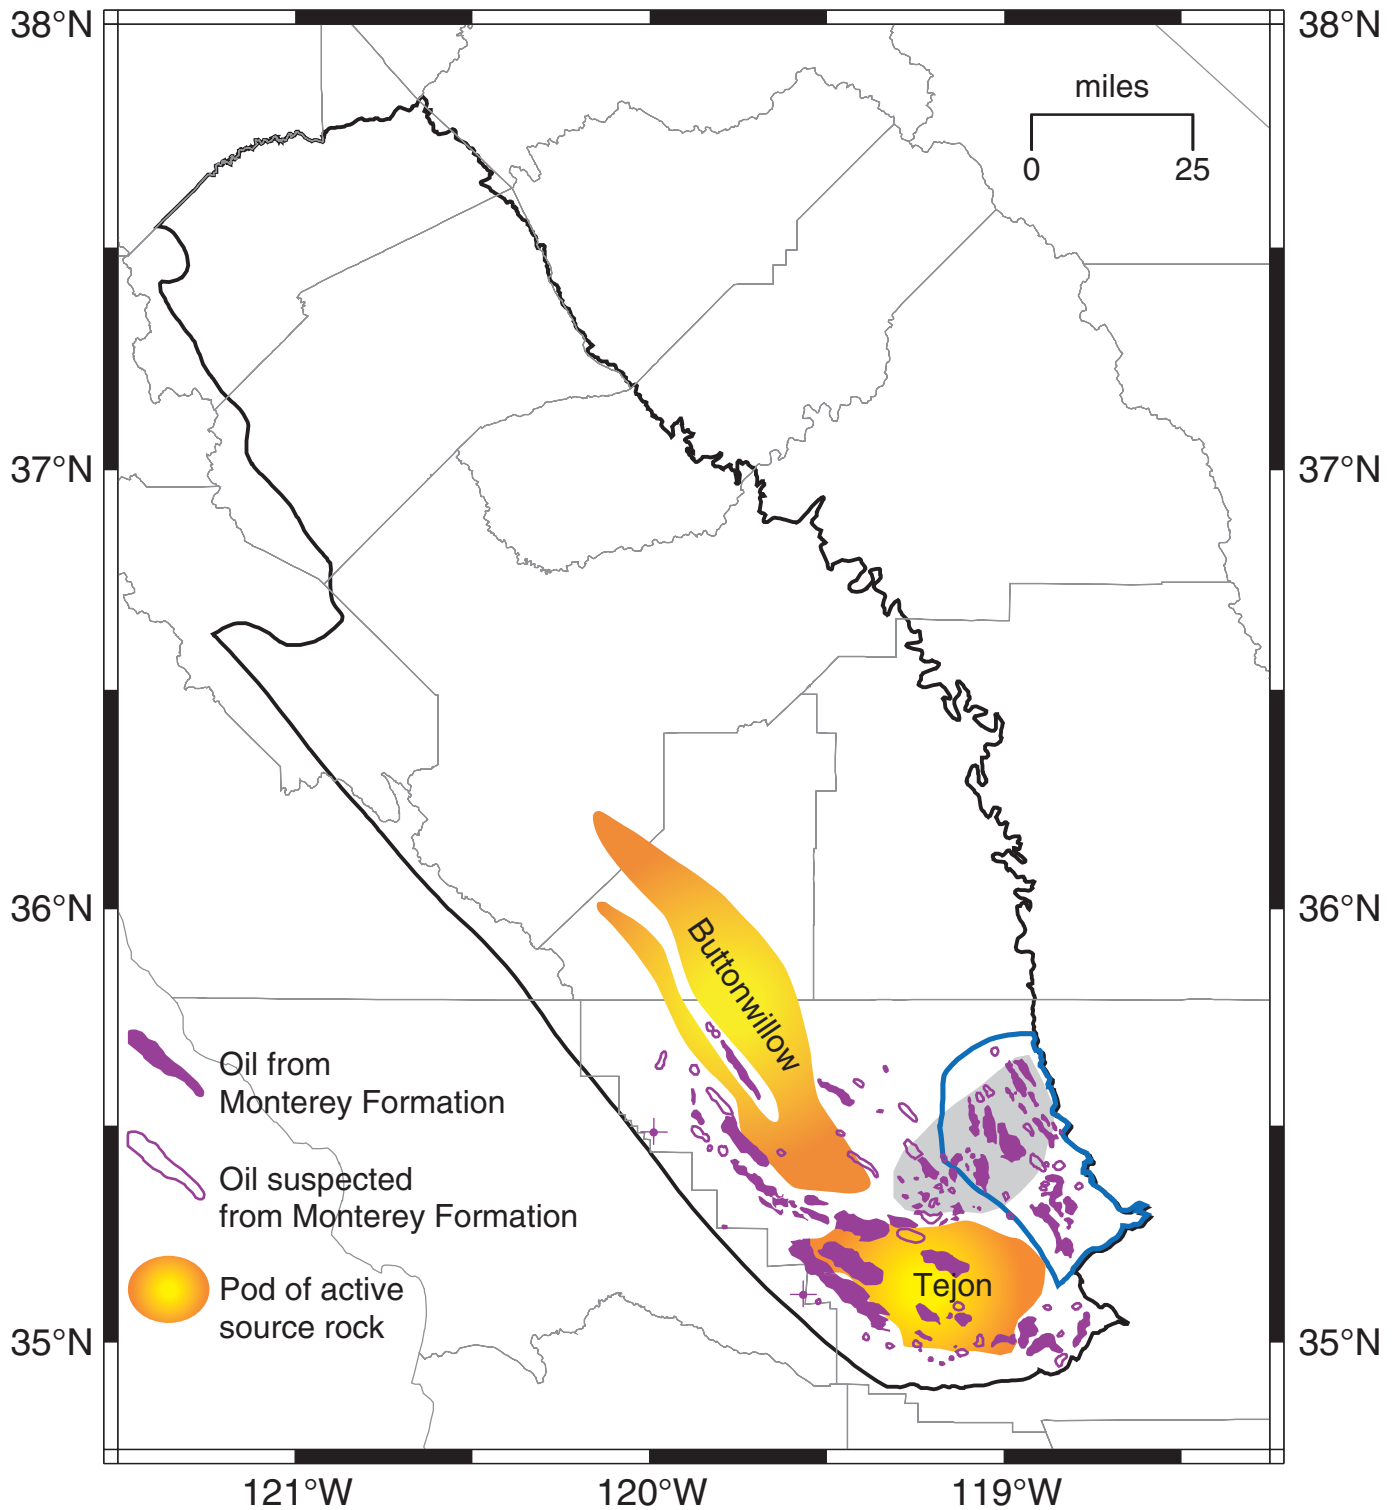 38°N
38°N
miles
0
25
37°N
37°N
36°N
36°N
Buttonwillow
Oil from
Monterey Formation
Oil suspected
from Monterey Formation
Pod of active
source rock
Tejon
35°N
35°N
121°W
120°W
119°W